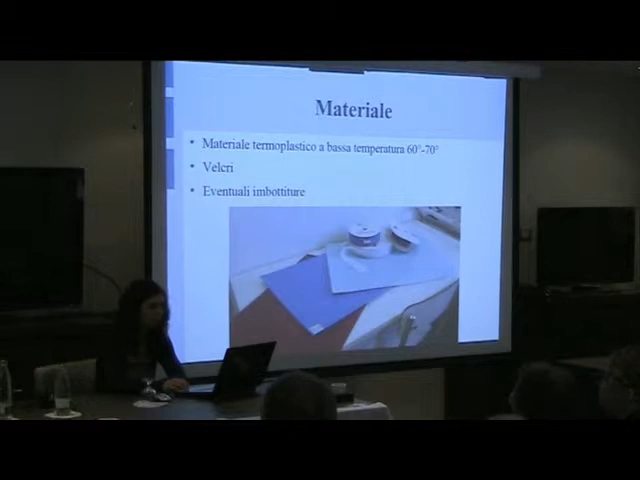 Materiale
• Materiale termoplastico a bassa temperatura 60°-70°
• Velcri
• Eventuali imbottiture